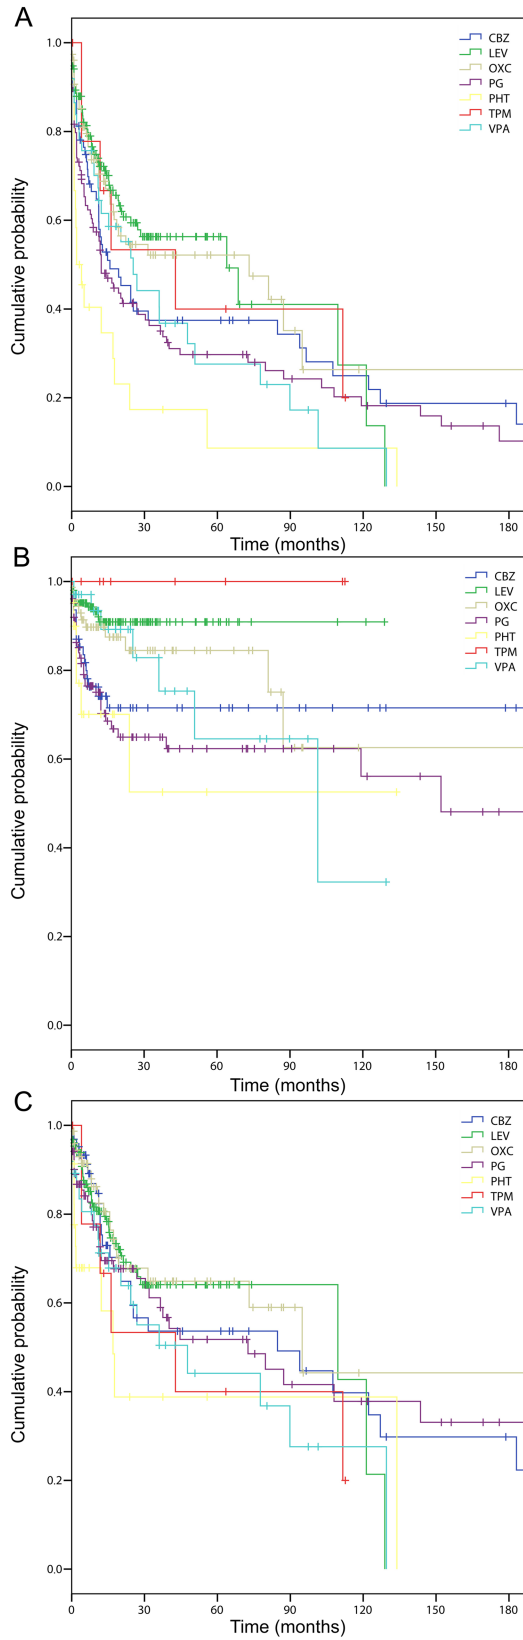 A
CBZ
LEV
OXC
PG
PHT
TPM
VPA
Cumulative probability
1.0
0.8
0.6
0.4
0.2
0.0
0 30 60 90 120 150 180
Time (months)
B
CBZ
LEV
OXC
PG
PHT
TPM
VPA
Cumulative probability
1.0
0.8
0.6
0.4
0.2
0.0
0 30 60 90 120 150 180
Time (months)
C
CBZ
LEV
OXC
PG
PHT
TPM
VPA
Cumulative probability
1.0
0.8
0.6
0.4
0.2
0.0
0 30 60 90 120 150 180
Time (months)